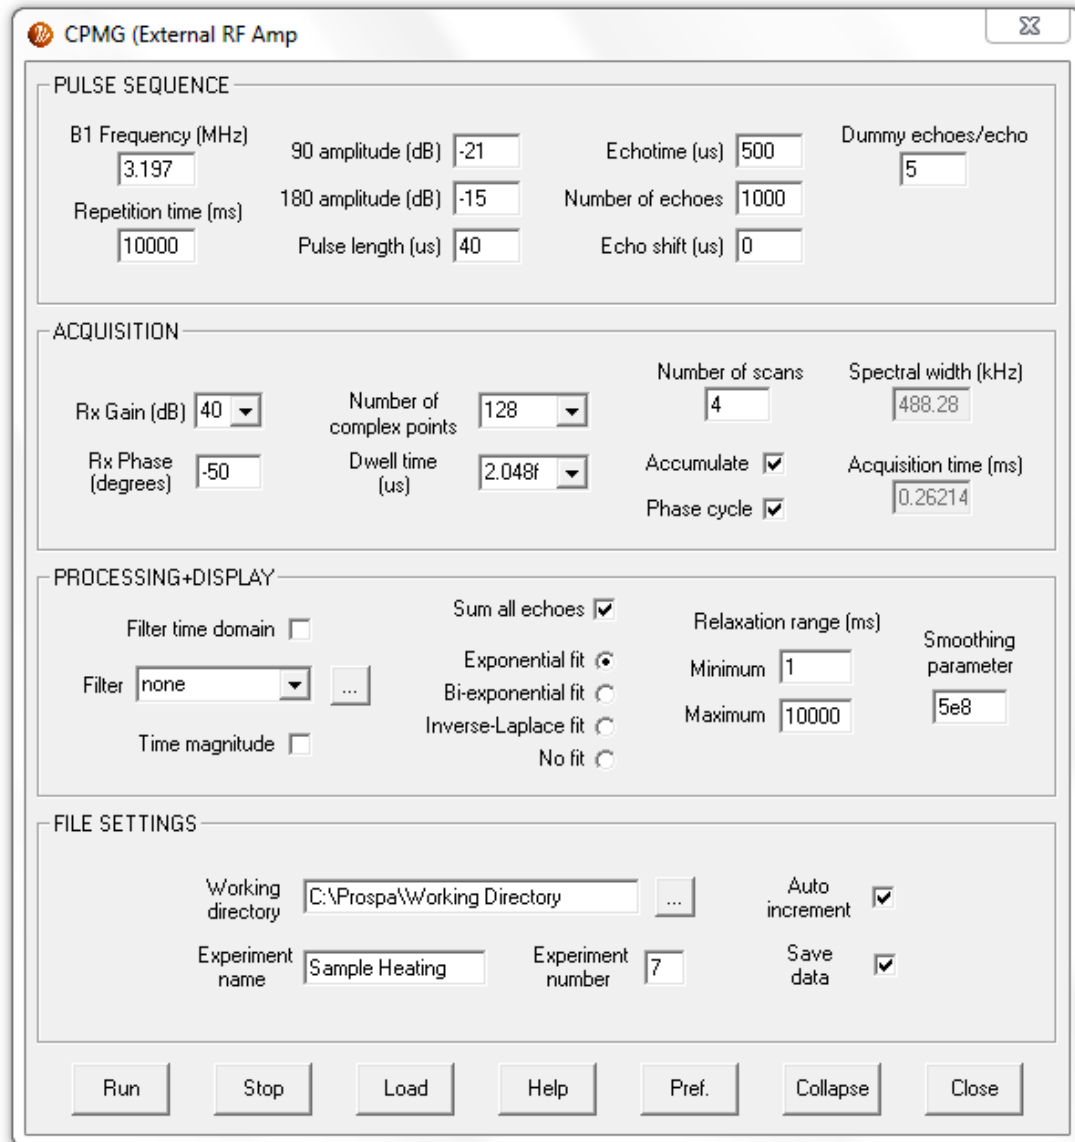 CPMG (External RF Amp
PULSE SEQUENCE
B1 Frequency (MHz)
3.197
Repetition time (ms)
10000
90 amplitude (dB) -21
180 amplitude (dB) -15
Pulse length (us) 40
Echotime (us) 500
Number of echoes 1000
Echo shift (us) 0
Dummy echoes/echo
5
ACQUISITION
Rx Gain (dB) 40
Rx Phase
(degrees) -50
Number of
complex points 128
Dwell time
(us) 2.048f
Number of scans
4
Accumulate
Phase cycle
Spectral width (kHz)
488.28
Acquisition time (ms)
0.26214
PROCESSING+DISPLAY
Filter time domain
Filter none ...
Time magnitude
Sum all echoes
Exponential fit
Bi-exponential fit
Inverse-Laplace fit
No fit
Relaxation range (ms)
Minimum 1
Maximum 10000
Smoothing
parameter
5e8
FILE SETTINGS
Working
directory C:\Prospa\Working Directory ...
Auto
increment
Experiment
name Sample Heating
Experiment
number 7
Save
data
Run Stop Load Help Pref. Collapse Close